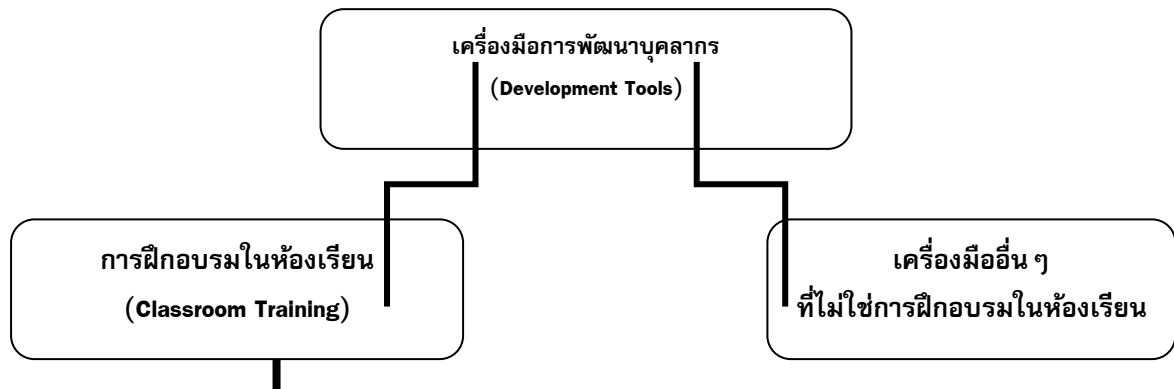 เครื่องมือการพัฒนาบุคลากร
(Development Tools)
การฝึกอบรมในห้องเรียน
(Classroom Training)
เครื่องมืออื่น ๆ
ที่ไม่ใช่การฝึกอบรมในห้องเรียน